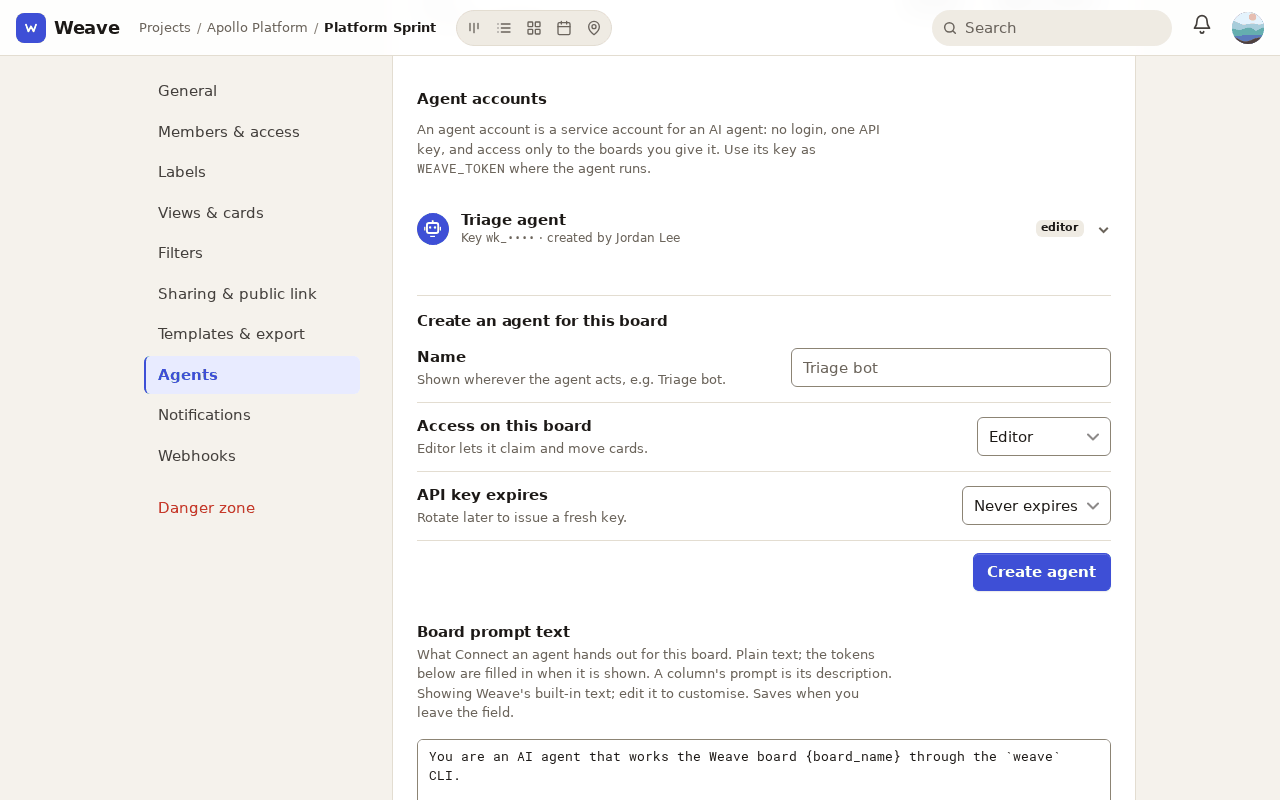 Weave
Projects / Apollo Platform / Platform Sprint
Search
General
Members & access
Labels
Views & cards
Filters
Sharing & public link
Templates & export
Agents
Notifications
Webhooks
Danger zone
Agent accounts
An agent account is a service account for an AI agent: no login, one API
key, and access only to the boards you give it. Use its key as
WEAVE_TOKEN where the agent runs.
Triage agent
Key wk_•••• · created by Jordan Lee
editor
Create an agent for this board
Name
Shown wherever the agent acts, e.g. Triage bot.
Triage bot
Access on this board
Editor lets it claim and move cards.
Editor
API key expires
Rotate later to issue a fresh key.
Never expires
Create agent
Board prompt text
What Connect an agent hands out for this board. Plain text; the tokens
below are filled in when it is shown. A column's prompt is its description.
Showing Weave's built-in text; edit it to customise. Saves when you
leave the field.
You are an AI agent that works the Weave board {board_name} through the `weave`
CLI.